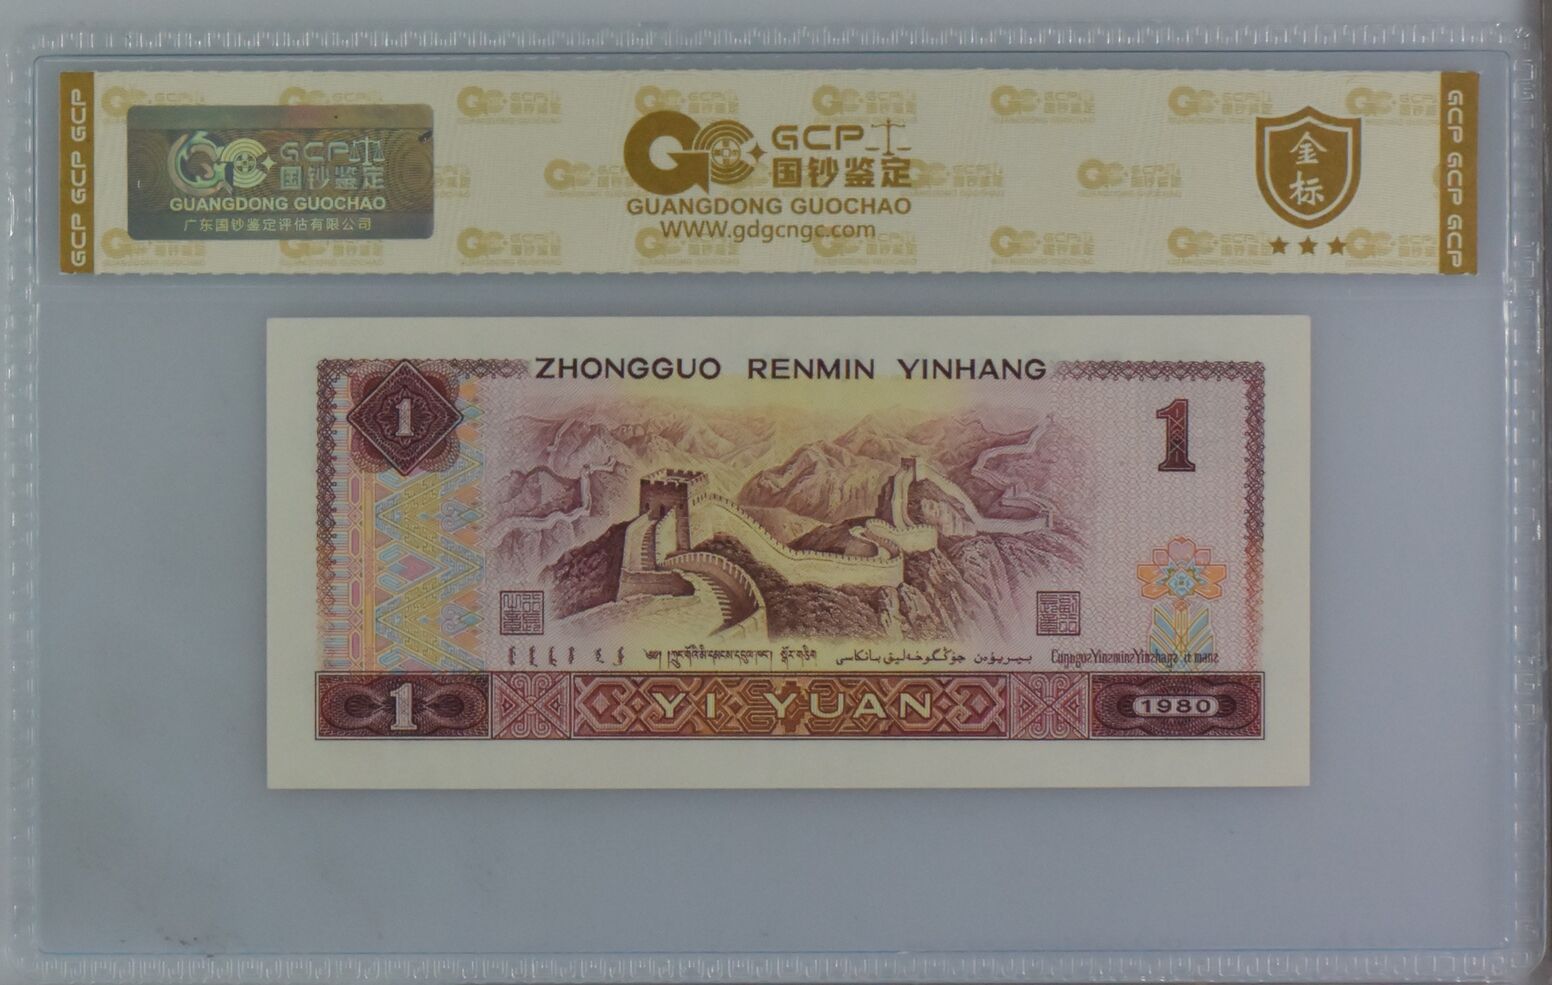 GCP GCP GCP
GCP
国钞鉴定
GUANGDONG GUOCHAO
广东国钞鉴定评估有限公司
GCP
国钞鉴定
GUANGDONG GUOCHAO
WWW.gdgcngc.com
金标
GCP GCP GCP
ZHONGGUO RENMIN YINHANG
1
1
1
YI YUAN
1980